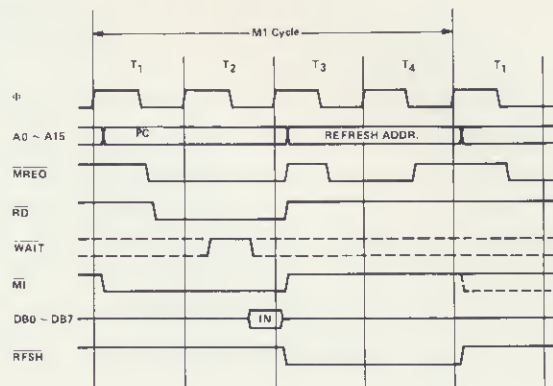 M1 Cycle
T1 T2 T3 T4 T1
Φ
A0 ~ A15 PC REFRESH ADDR.
MREQ
RD
WAIT
M1
DB0 ~ DB7 IN
RFSH